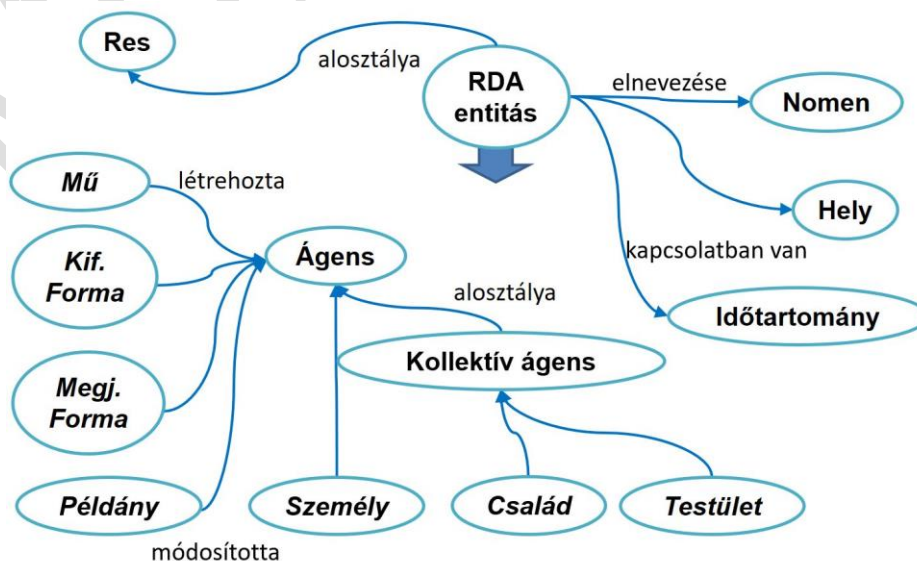 Res
alosztálya
RDA
entitás
elnevezése
Nomen
Mű
létrehozta
Hely
Kif.
Forma
Ágens
kapcsolatban van
alosztálya
Időtartomány
Kollektív ágens
Megj.
Forma
Példány
Személy
Család
Testület
módosította